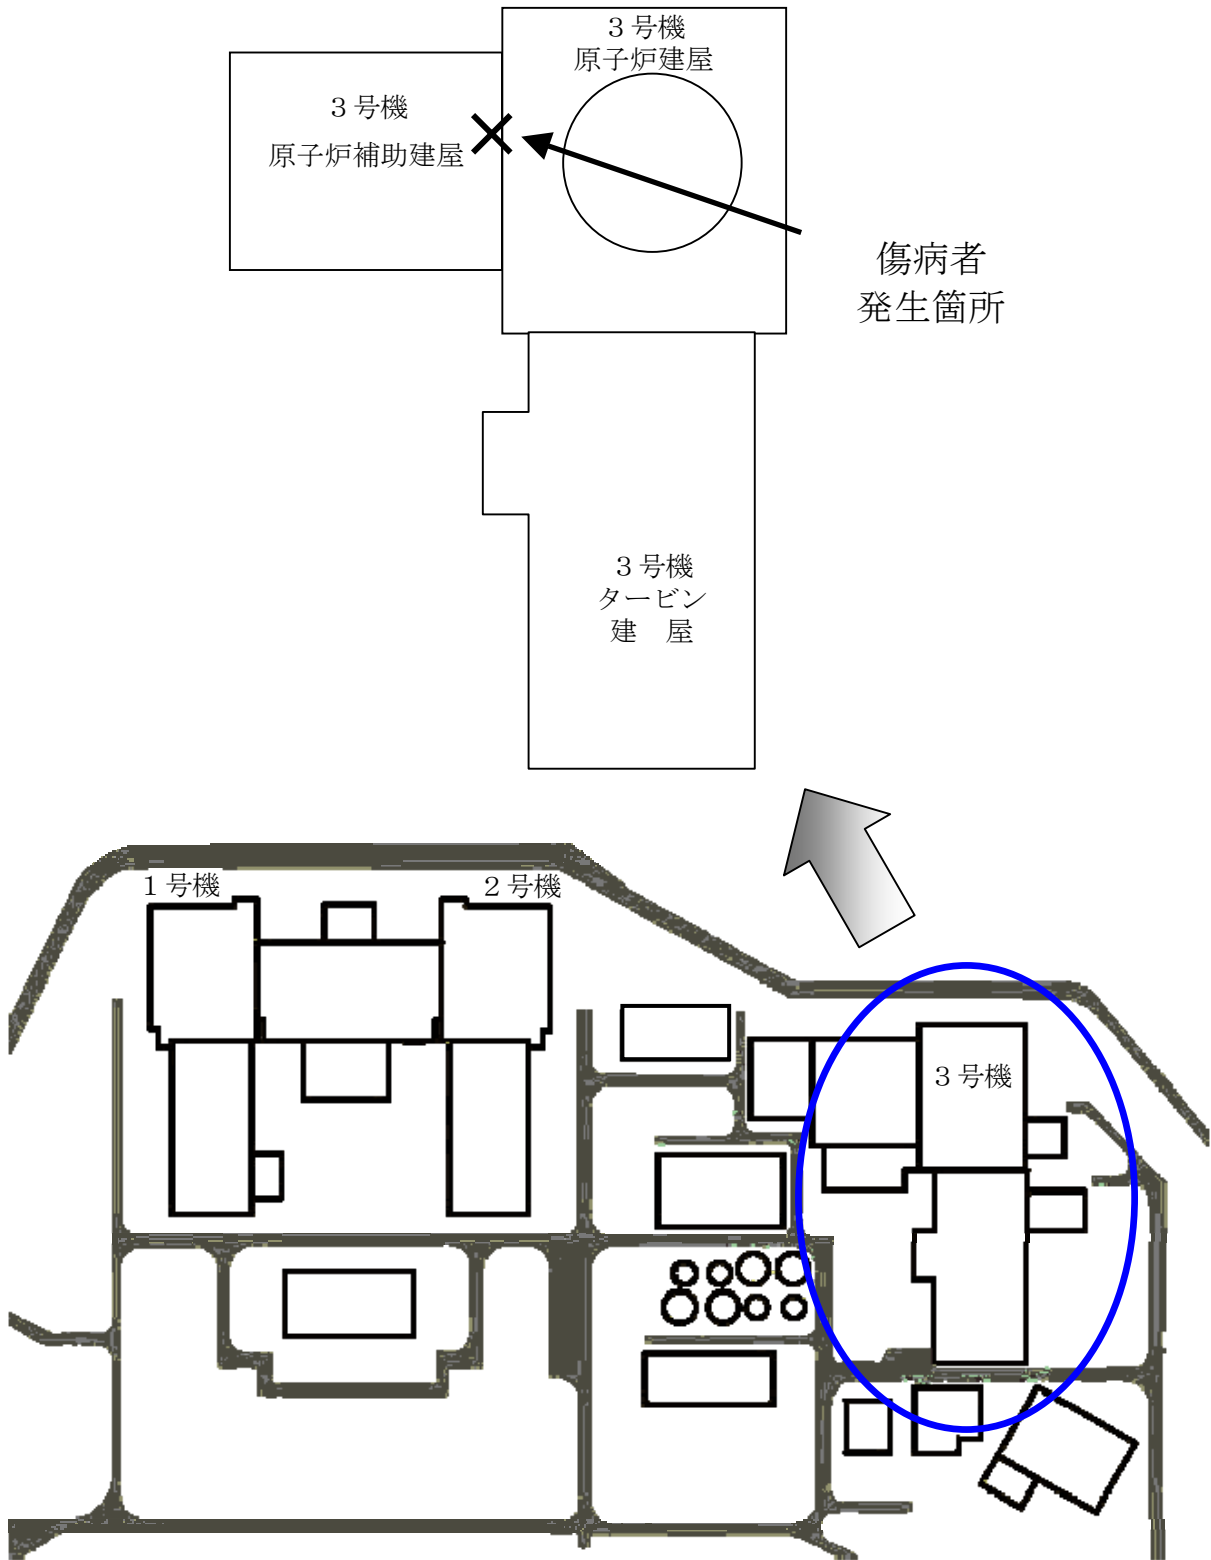 ３号機
原子炉建屋
３号機
原子炉補助建屋
傷病者
発生箇所
３号機
タービン
建　屋
１号機
２号機
３号機